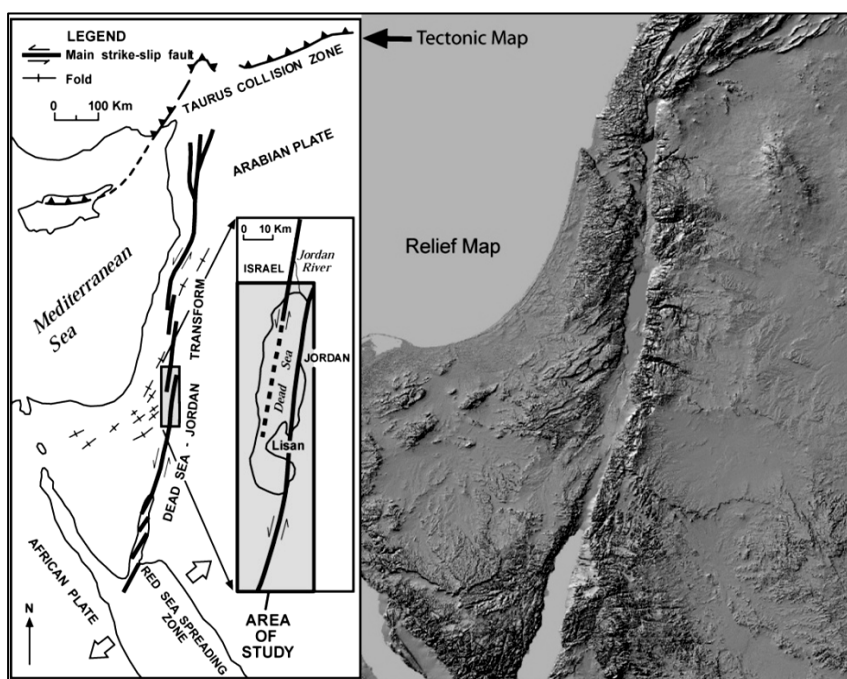 LEGEND
Main strike-slip fault
Fold
0 100 Km
TAURUS COLLISION ZONE
ARABIAN PLATE
Mediterranean
Sea
DEAD SEA - JORDAN TRANSFORM
0 10 Km
Jordan
River
ISRAEL
JORDAN
Dead Sea
Lisan
AFRICAN PLATE
RED SEA SPREADING
ZONE
N
AREA
OF
STUDY
Tectonic Map
Relief Map